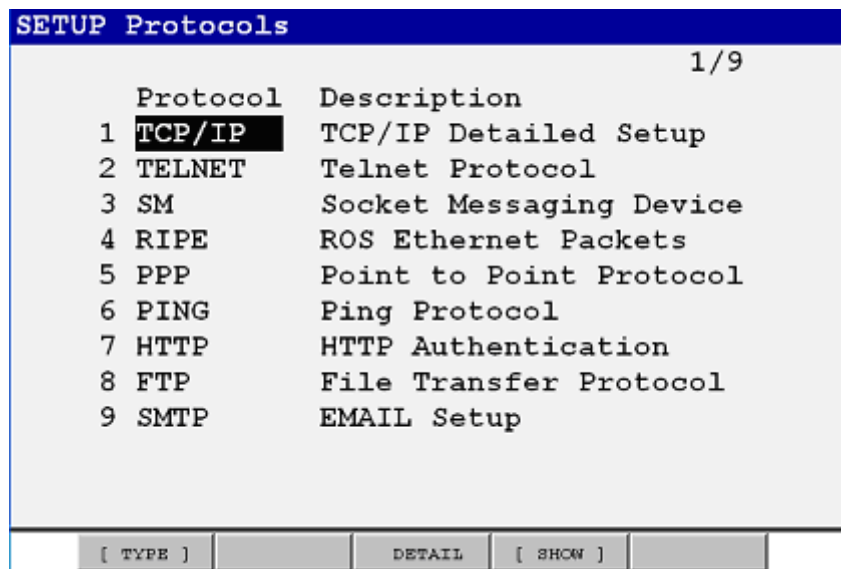 SETUP Protocols
1/9
Protocol Description
1 TCP/IP TCP/IP Detailed Setup
2 TELNET Telnet Protocol
3 SM Socket Messaging Device
4 RIPE ROS Ethernet Packets
5 PPP Point to Point Protocol
6 PING Ping Protocol
7 HTTP HTTP Authentication
8 FTP File Transfer Protocol
9 SMTP EMAIL Setup
[ TYPE ] DETAIL [ SHOW ]